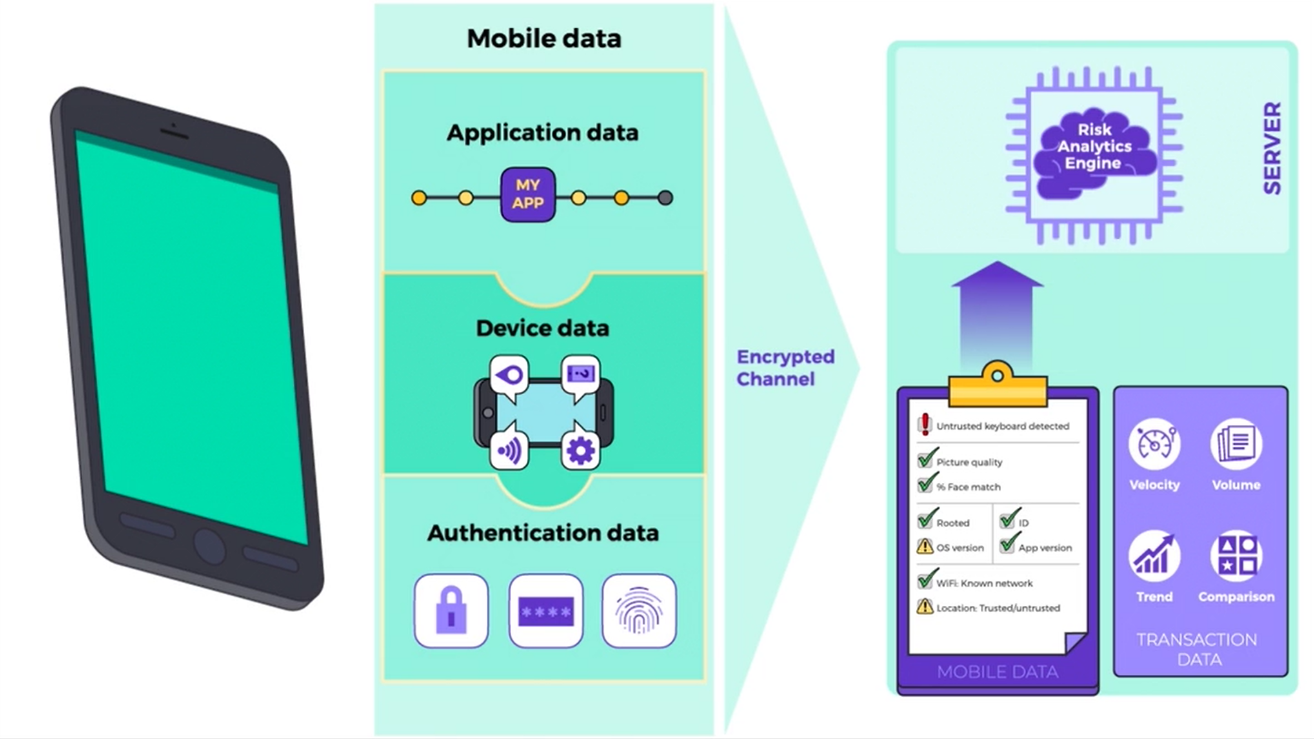 Mobile data
Application data
MY
APP
Device data
?
Authentication data
****
Encrypted
Channel
Risk
Analytics
Engine
SERVER
! Untrusted keyboard detected
Picture quality
% Face match
Rooted
ID
! OS version
App version
WiFi: Known network
! Location: Trusted/untrusted
MOBILE DATA
Velocity
Volume
Trend
Comparison
TRANSACTION
DATA